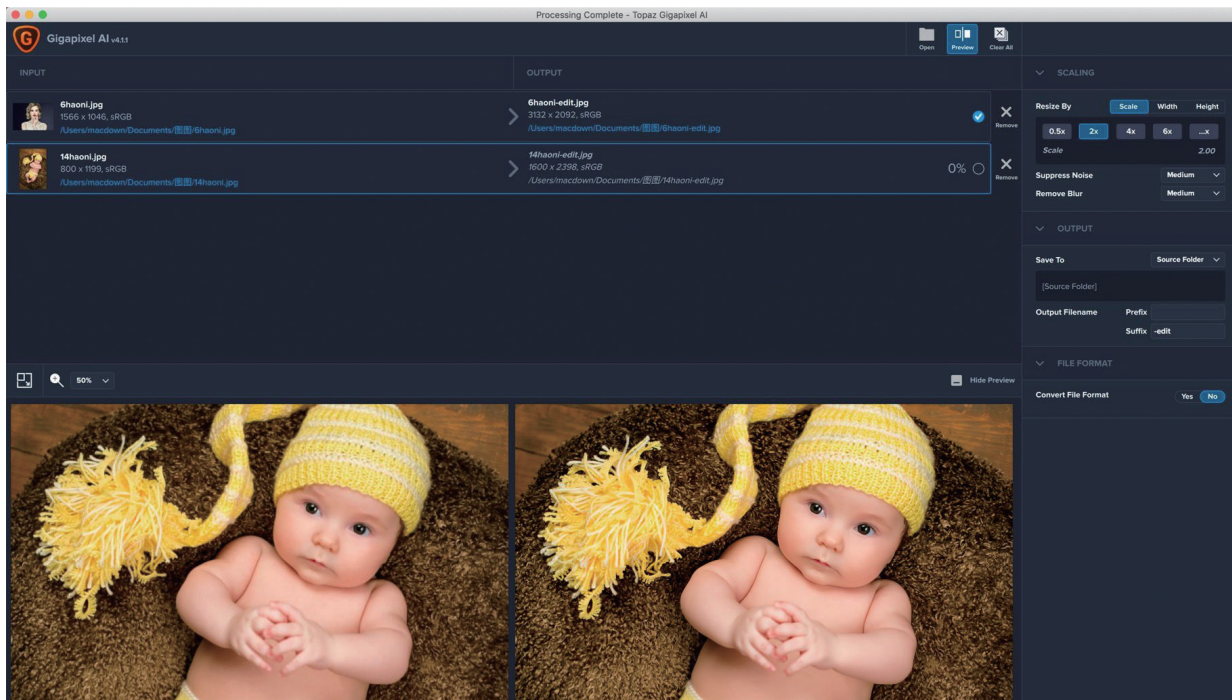 Processing Complete - Topaz Gigapixel AI
G Gigapixel AI v4.1.1
Open Preview Clear All
INPUT OUTPUT
6haoni.jpg
1566 x 1046, sRGB
/Users/macdown/Documents/图图/6haoni.jpg
6haoni-edit.jpg
3132 x 2092, sRGB
/Users/macdown/Documents/图图/6haoni-edit.jpg
Remove
14haoni.jpg
800 x 1199, sRGB
/Users/macdown/Documents/图图/14haoni.jpg
14haoni-edit.jpg
1600 x 2398, sRGB
/Users/macdown/Documents/图图/14haoni-edit.jpg
0%
Remove
50%
Hide Preview
SCALING
Resize By Scale Width Height
0.5x 2x 4x 6x ...x
Scale 2.00
Suppress Noise Medium
Remove Blur Medium
OUTPUT
Save To Source Folder
[Source Folder]
Output Filename Prefix
Suffix -edit
FILE FORMAT
Convert File Format Yes No